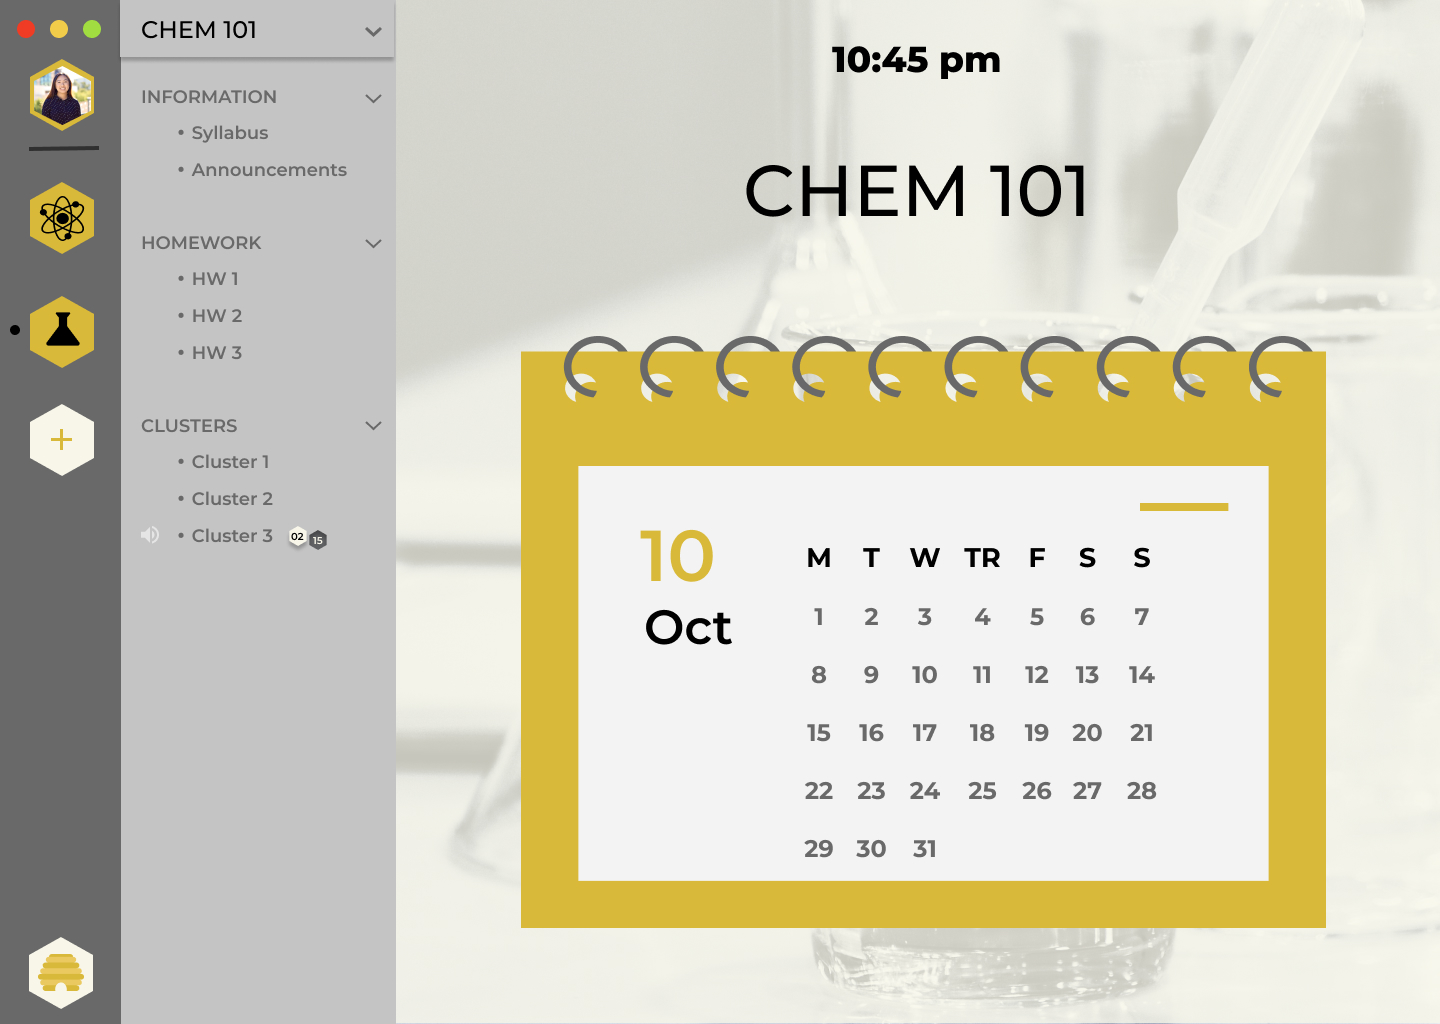 CHEM 101
INFORMATION
• Syllabus
• Announcements
HOMEWORK
• HW 1
• HW 2
• HW 3
CLUSTERS
• Cluster 1
• Cluster 2
• Cluster 3 02 15
10:45 pm
CHEM 101
10
Oct
M T W TR F S S
1 2 3 4 5 6 7
8 9 10 11 12 13 14
15 16 17 18 19 20 21
22 23 24 25 26 27 28
29 30 31